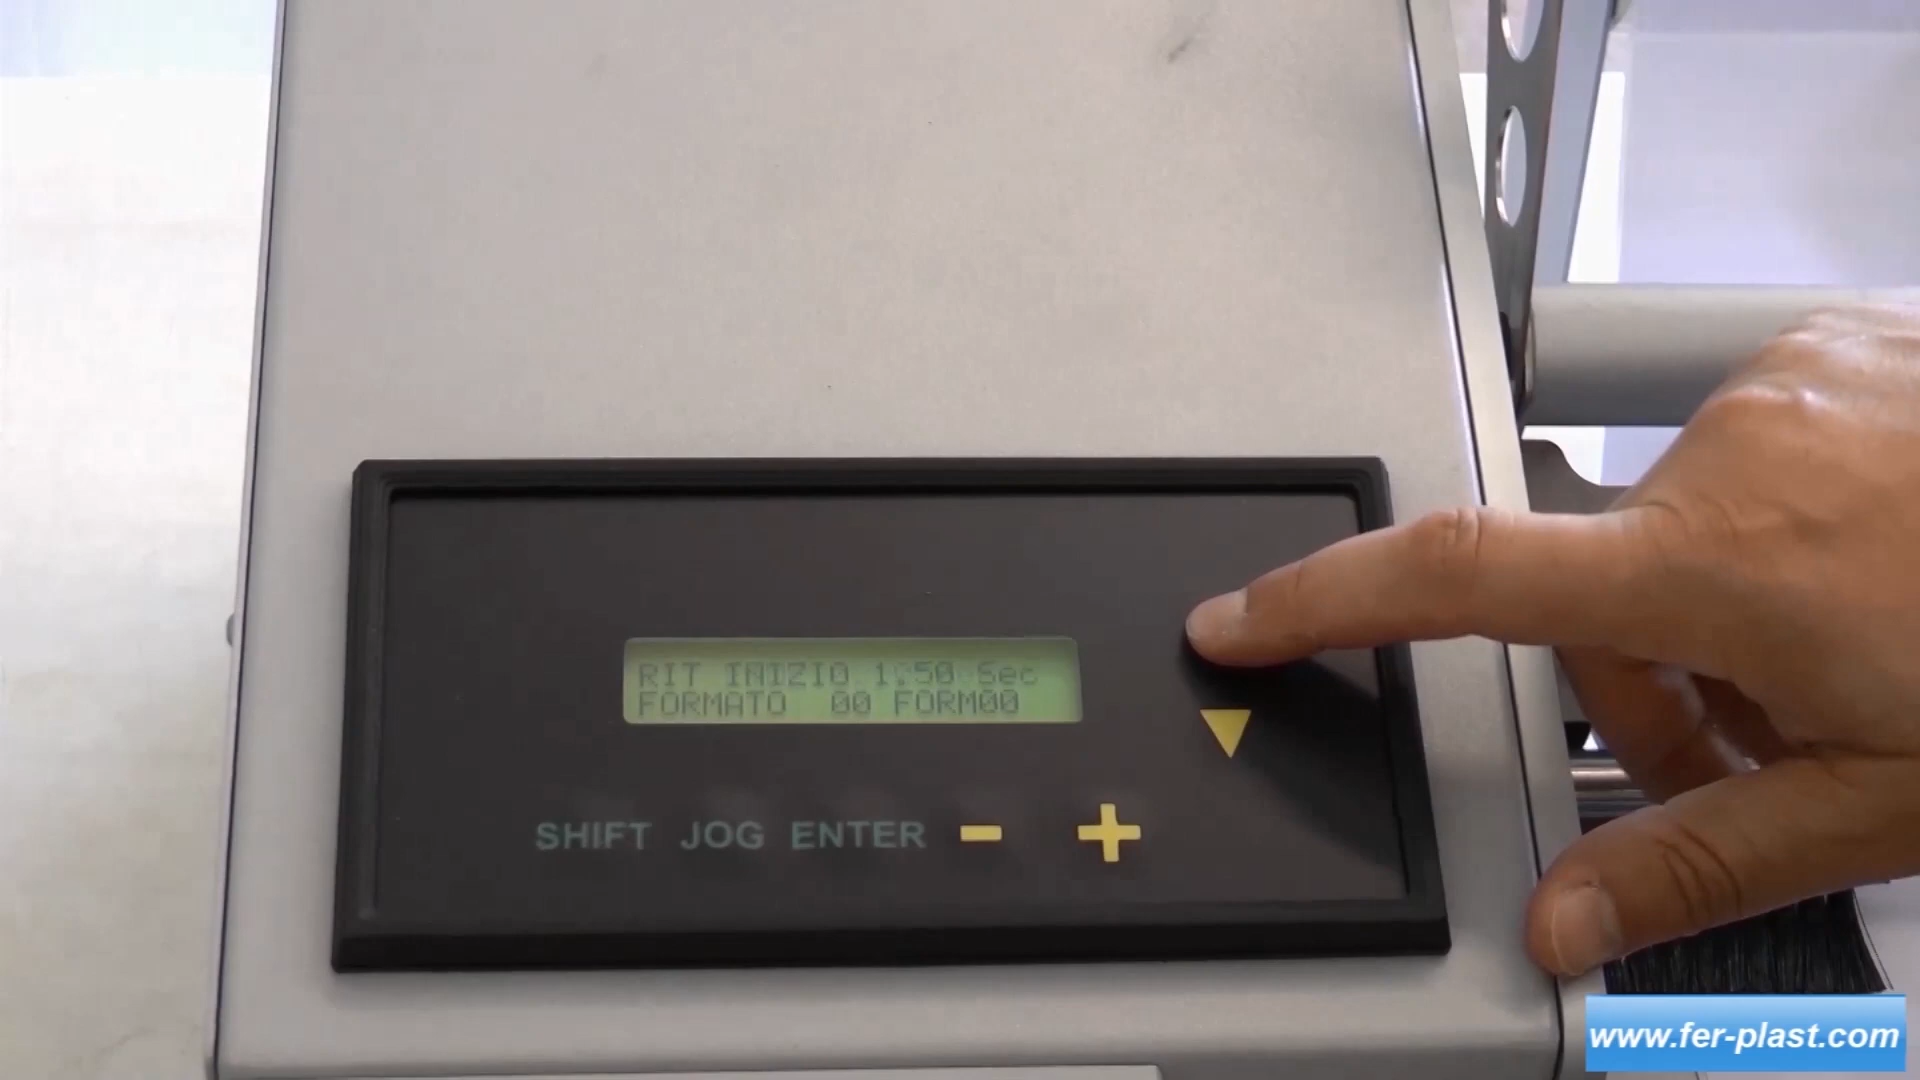 RIT INIZIO 1.50 Sec
FORMATO 00 FORM00
SHIFT JOG ENTER - +
www.fer-plast.com